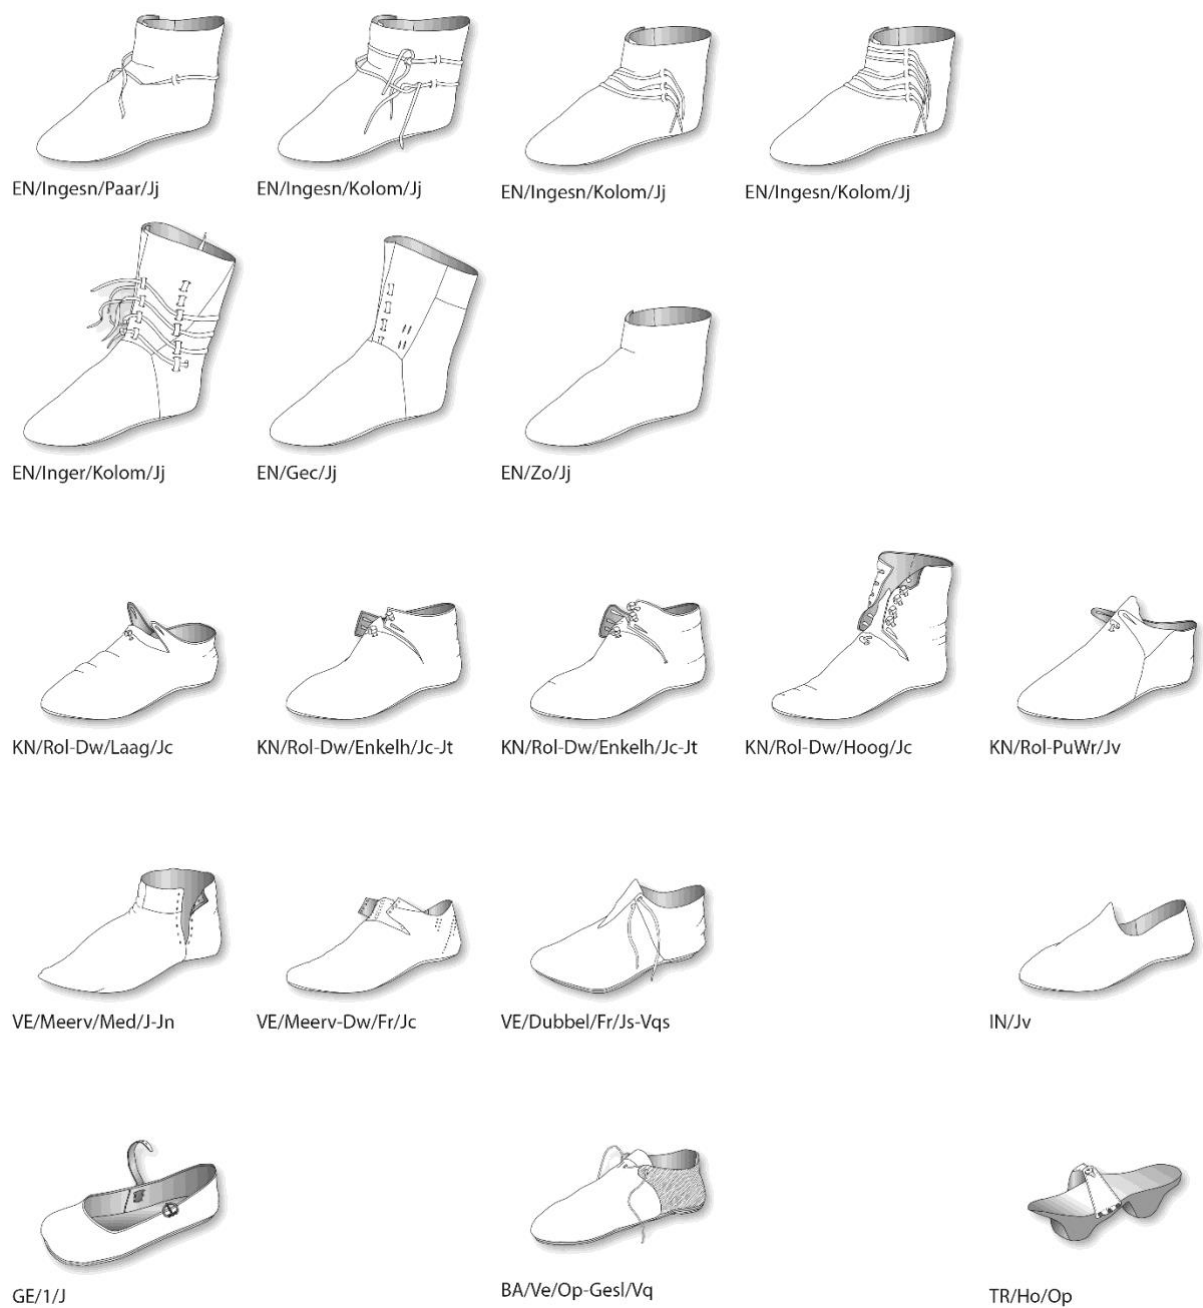 EN/Ingesn/Paar/Jj
EN/Ingesn/Kolom/Jj
EN/Ingesn/Kolom/Jj
EN/Ingesn/Kolom/Jj
EN/Inger/Kolom/Jj
EN/Gec/Jj
EN/Zo/Jj
KN/Rol-Dw/Laag/Jc
KN/Rol-Dw/Enkelh/Jc-Jt
KN/Rol-Dw/Enkelh/Jc-Jt
KN/Rol-Dw/Hoog/Jc
KN/Rol-PuWr/Jv
VE/Meerv/Med/J-Jn
VE/Meerv-Dw/Fr/Jc
VE/Dubbel/Fr/Js-Vqs
IN/Jv
GE/1/J
BA/Ve/Op-Gesl/Vq
TR/Ho/Op